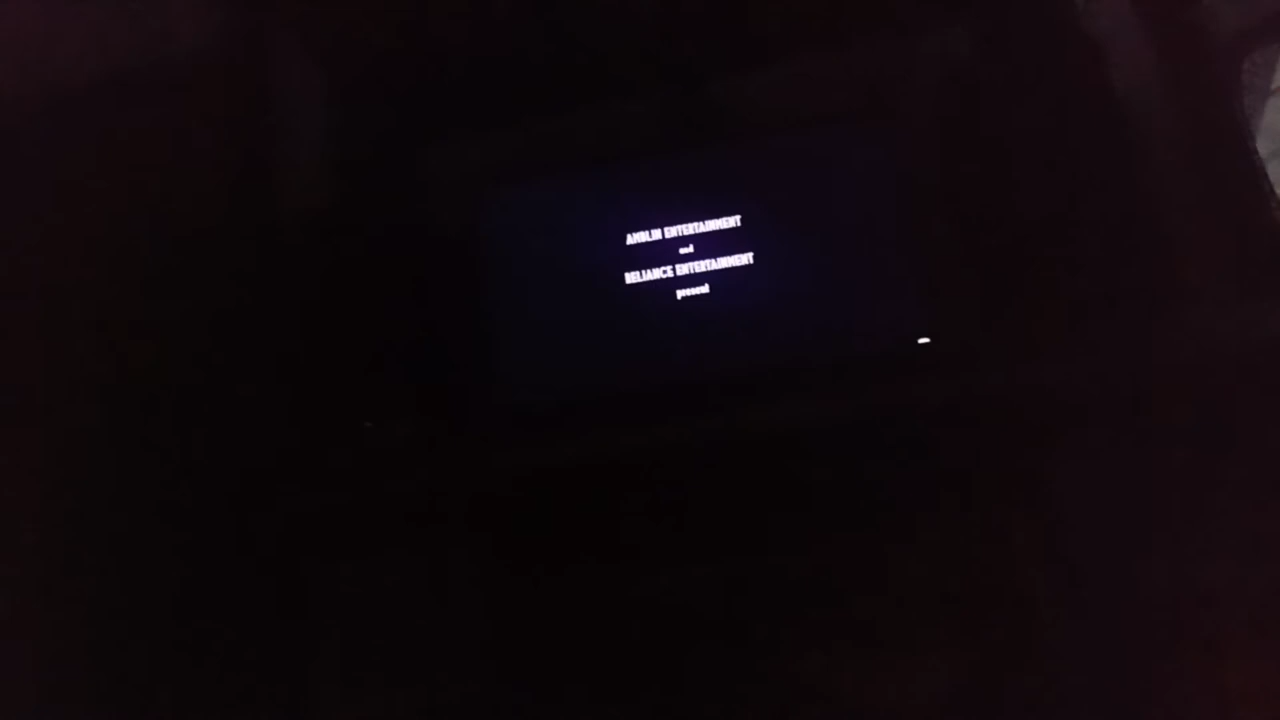 AMBLIN ENTERTAINMENT
and
RELIANCE ENTERTAINMENT
present